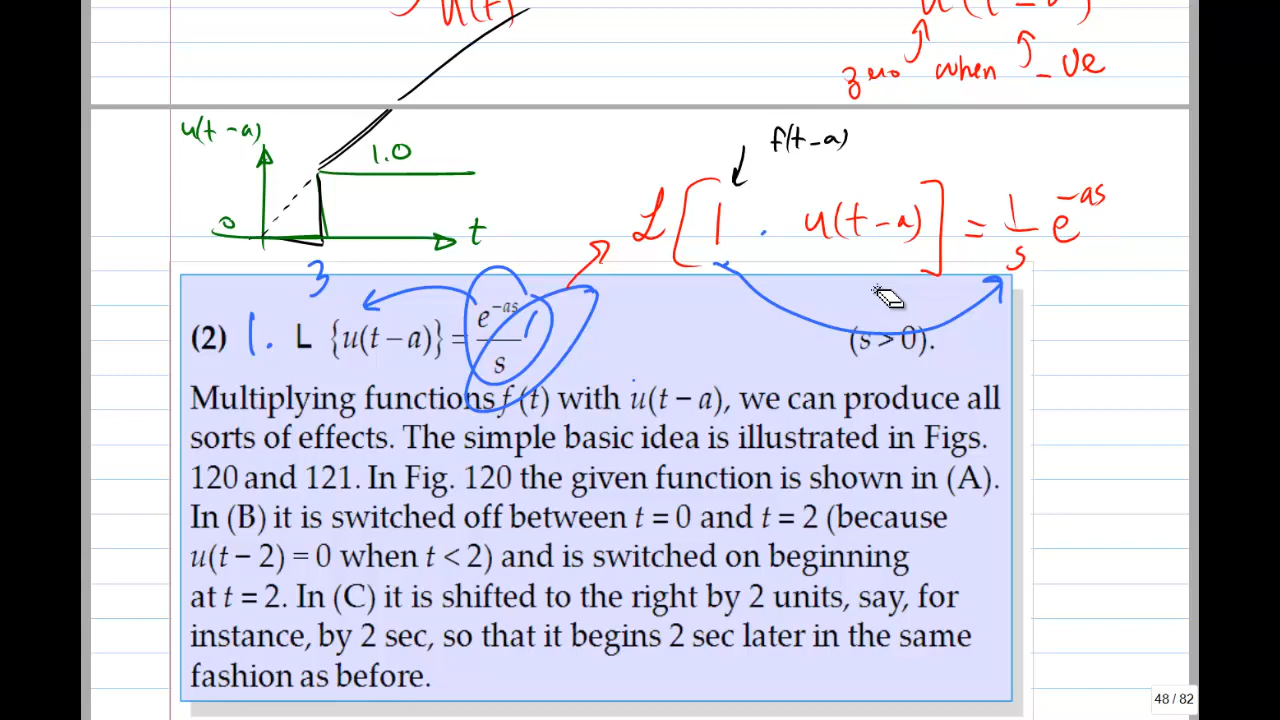 u(t)
zero when -ve
u(t-a)
1.0
f(t-a)
0
t
3
L[1 . u(t-a)] = 1/s e^-as
(2) 1. L {u(t − a)} = e^−as/s (s > 0).
Multiplying functions f (t) with u(t − a), we can produce all
sorts of effects. The simple basic idea is illustrated in Figs.
120 and 121. In Fig. 120 the given function is shown in (A).
In (B) it is switched off between t = 0 and t = 2 (because
u(t − 2) = 0 when t < 2) and is switched on beginning
at t = 2. In (C) it is shifted to the right by 2 units, say, for
instance, by 2 sec, so that it begins 2 sec later in the same
fashion as before.
48 / 82